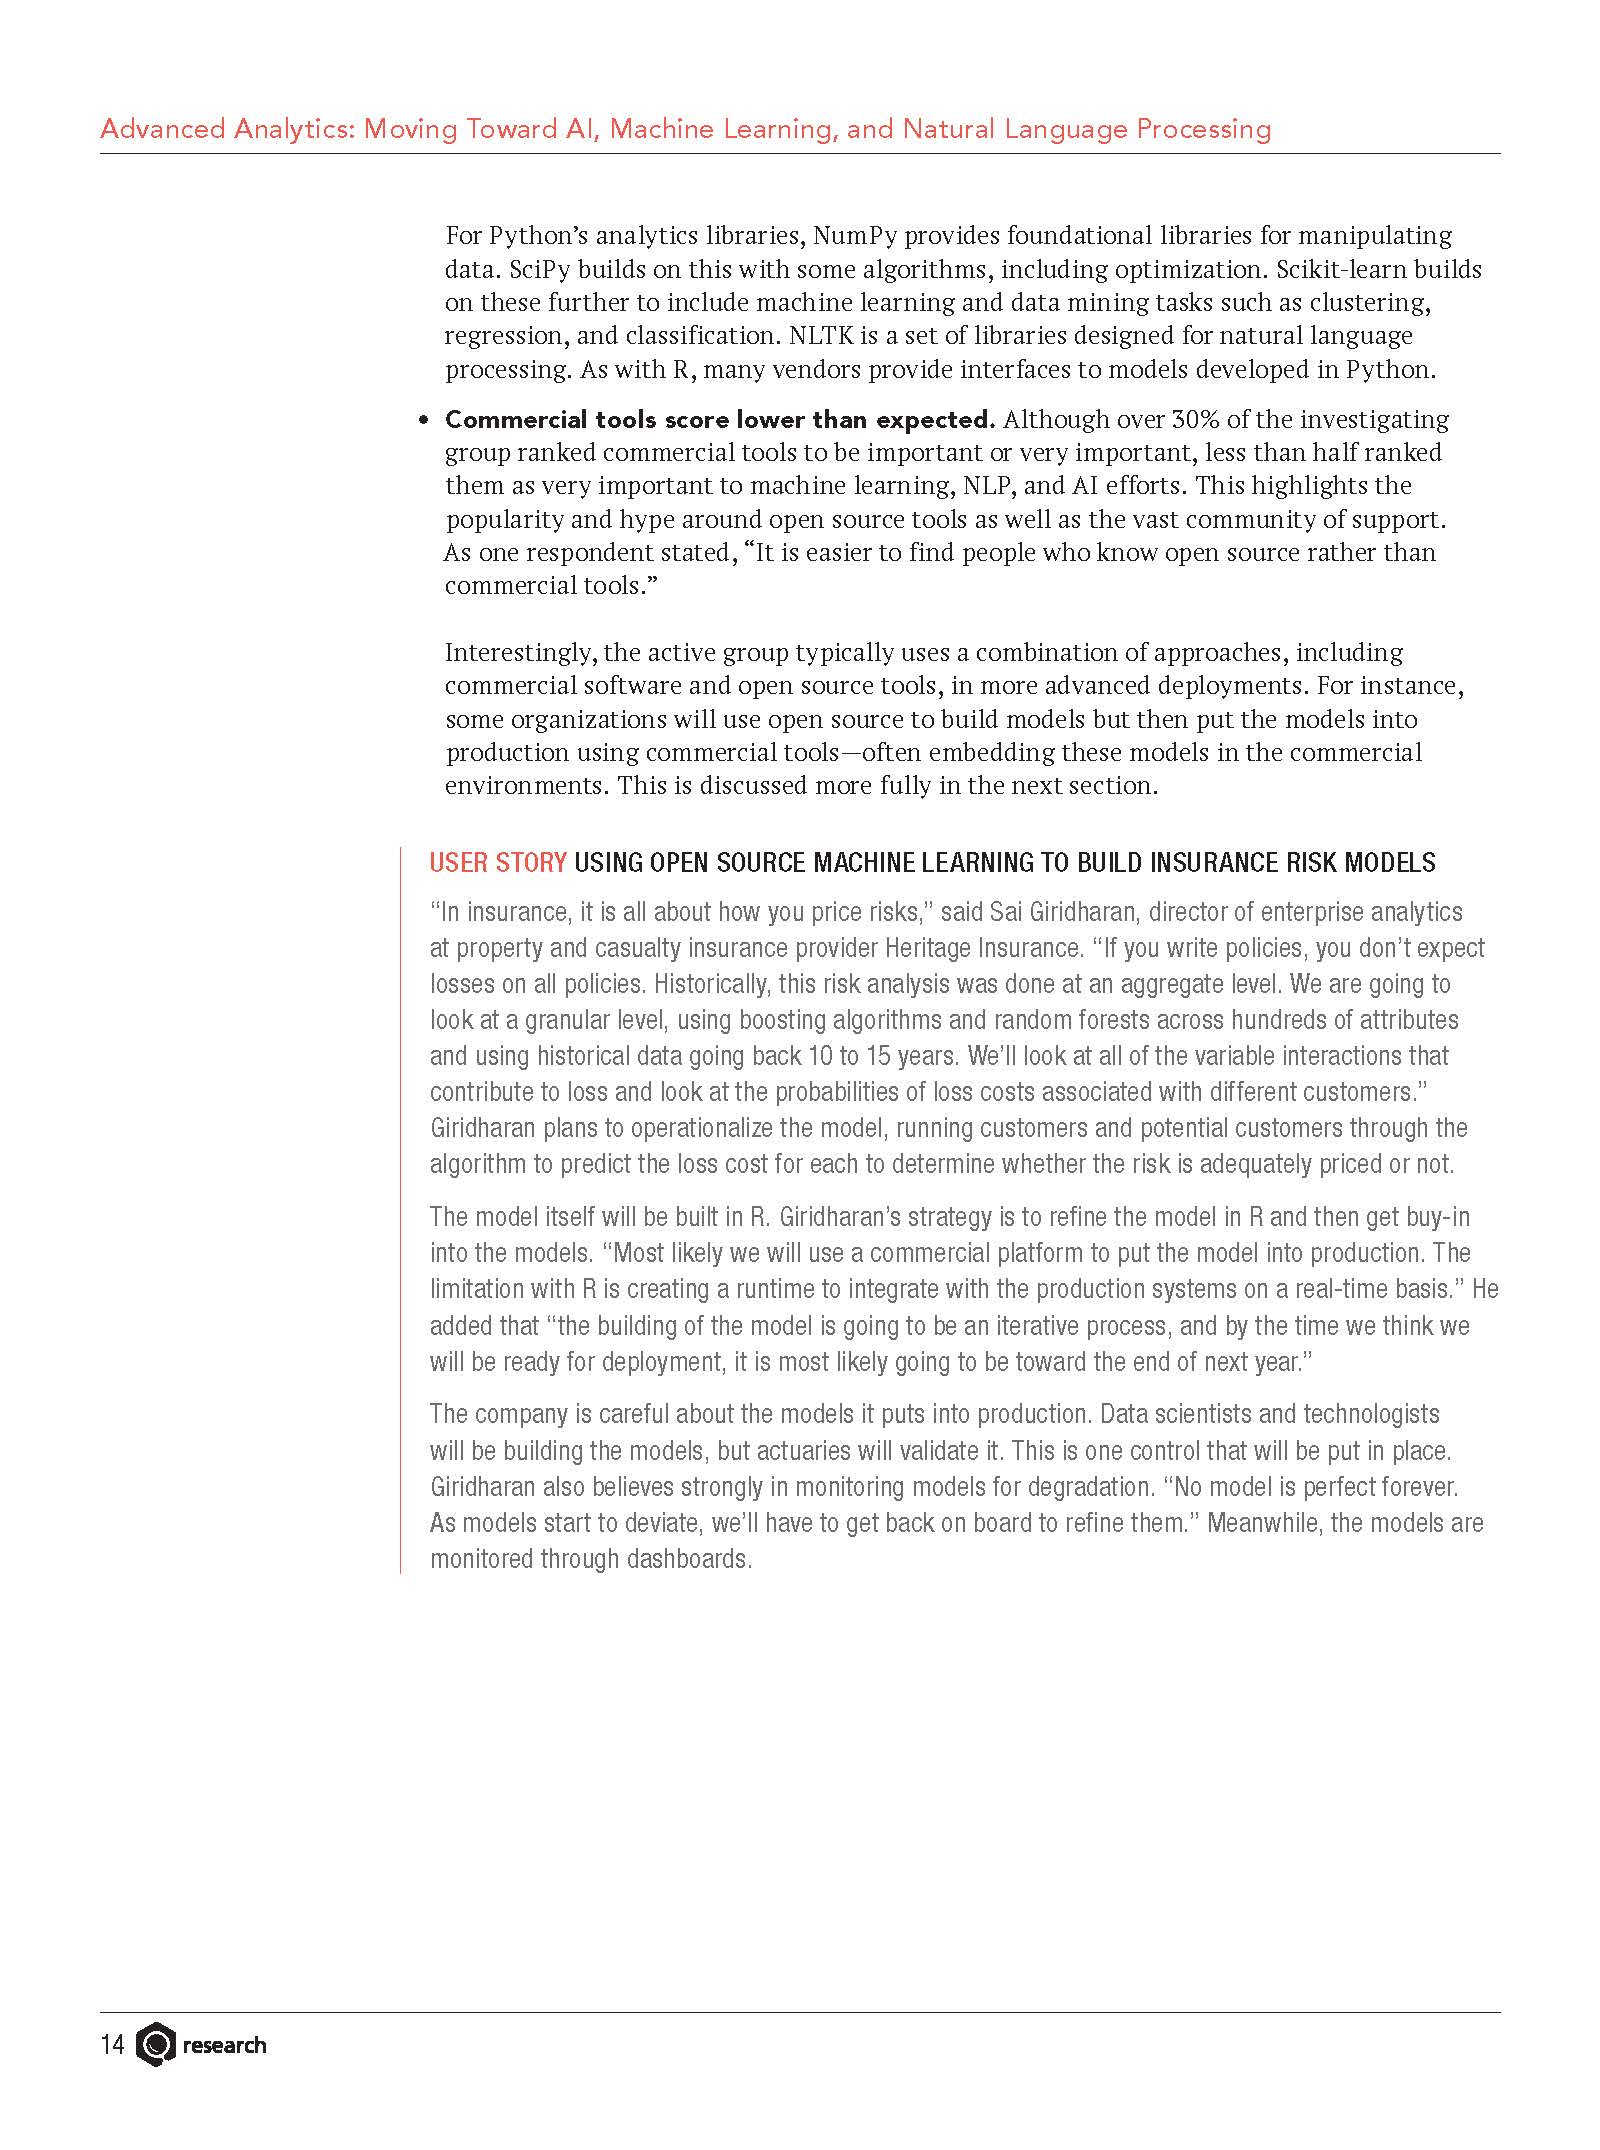 Advanced Analytics: Moving Toward AI, Machine Learning, and Natural Language Processing
For Python’s analytics libraries, NumPy provides foundational libraries for manipulating
data. SciPy builds on this with some algorithms, including optimization. Scikit-learn builds
on these further to include machine learning and data mining tasks such as clustering,
regression, and classification. NLTK is a set of libraries designed for natural language
processing. As with R, many vendors provide interfaces to models developed in Python.
• Commercial tools score lower than expected. Although over 30% of the investigating
group ranked commercial tools to be important or very important, less than half ranked
them as very important to machine learning, NLP, and AI efforts. This highlights the
popularity and hype around open source tools as well as the vast community of support.
As one respondent stated, “It is easier to find people who know open source rather than
commercial tools.”
Interestingly, the active group typically uses a combination of approaches, including
commercial software and open source tools, in more advanced deployments. For instance,
some organizations will use open source to build models but then put the models into
production using commercial tools—often embedding these models in the commercial
environments. This is discussed more fully in the next section.
USER STORY USING OPEN SOURCE MACHINE LEARNING TO BUILD INSURANCE RISK MODELS
“In insurance, it is all about how you price risks,” said Sai Giridharan, director of enterprise analytics
at property and casualty insurance provider Heritage Insurance. “If you write policies, you don’t expect
losses on all policies. Historically, this risk analysis was done at an aggregate level. We are going to
look at a granular level, using boosting algorithms and random forests across hundreds of attributes
and using historical data going back 10 to 15 years. We’ll look at all of the variable interactions that
contribute to loss and look at the probabilities of loss costs associated with different customers.”
Giridharan plans to operationalize the model, running customers and potential customers through the
algorithm to predict the loss cost for each to determine whether the risk is adequately priced or not.
The model itself will be built in R. Giridharan’s strategy is to refine the model in R and then get buy-in
into the models. “Most likely we will use a commercial platform to put the model into production. The
limitation with R is creating a runtime to integrate with the production systems on a real-time basis.” He
added that “the building of the model is going to be an iterative process, and by the time we think we
will be ready for deployment, it is most likely going to be toward the end of next year.”
The company is careful about the models it puts into production. Data scientists and technologists
will be building the models, but actuaries will validate it. This is one control that will be put in place.
Giridharan also believes strongly in monitoring models for degradation. “No model is perfect forever.
As models start to deviate, we’ll have to get back on board to refine them.” Meanwhile, the models are
monitored through dashboards.
14 research